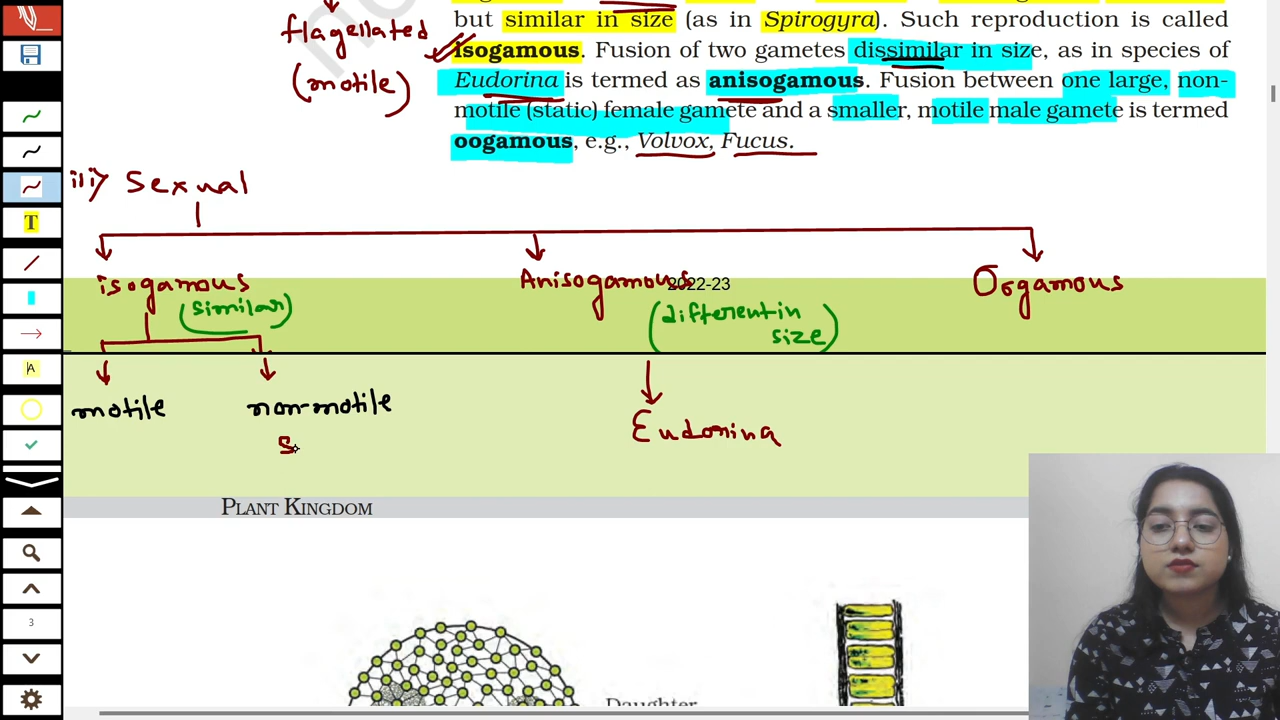 but similar in size (as in Spirogyra). Such reproduction is called
isogamous. Fusion of two gametes dissimilar in size, as in species of
Eudorina is termed as anisogamous. Fusion between one large, non-
motile (static) female gamete and a smaller, motile male gamete is termed
oogamous, e.g., Volvox, Fucus.
flagellated
(motile)
iii) Sexual
isogamous
(similar)
Anisogamous
2022-23
(different in
size)
Oogamous
motile
non-motile
S
Eudorina
PLANT KINGDOM
Daughter
T
A
3